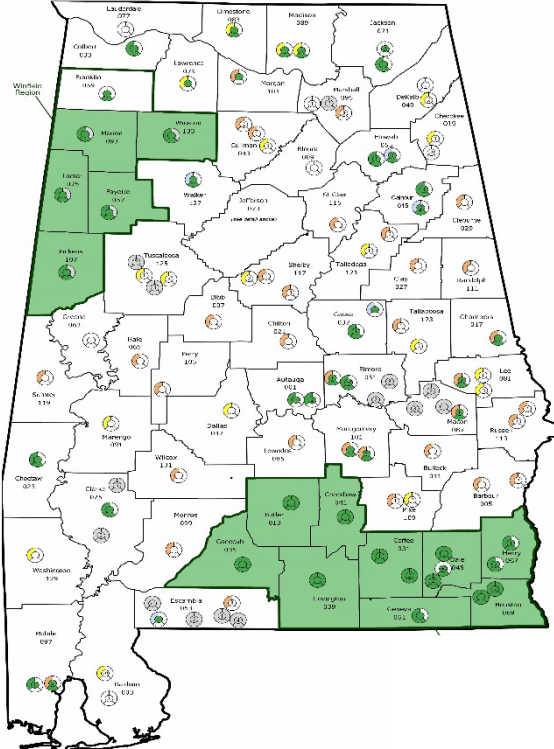 Lauderdale
077
Limestone
083
Madison
089
Jackson
071
Colbert
033
Franklin
059
Lawrence
079
Morgan
103
Marshall
095
DeKalb
049
Cherokee
019
Winfield
Region
Marion
093
Winston
133
Cullman
043
Blount
009
Etowah
Lamar
075
Fayette
057
Walker
127
Jefferson
073
(see detail above)
St Clair
115
Calhoun
Cleburne
029
Pickens
107
Tuscaloosa
125
Shelby
117
Talladega
121
Clay
027
Randolph
111
Greene
063
Hale
Bibb
007
Chilton
021
Coosa
037
Tallapoosa
123
Chambers
017
Perry
105
Sumter
119
Autauga
001
Elmore
051
Lee
081
Macon
087
Russell
113
Marengo
091
Dallas
047
Lowndes
085
Montgomery
101
Bullock
011
Choctaw
023
Wilcox
131
Clarke
025
Monroe
099
Butler
013
Crenshaw
041
Pike
109
Barbour
005
Conecuh
035
Coffee
031
Dale
045
Henry
067
Washington
129
Escambia
053
Covington
039
Geneva
061
Houston
069
Mobile
097
Baldwin
003